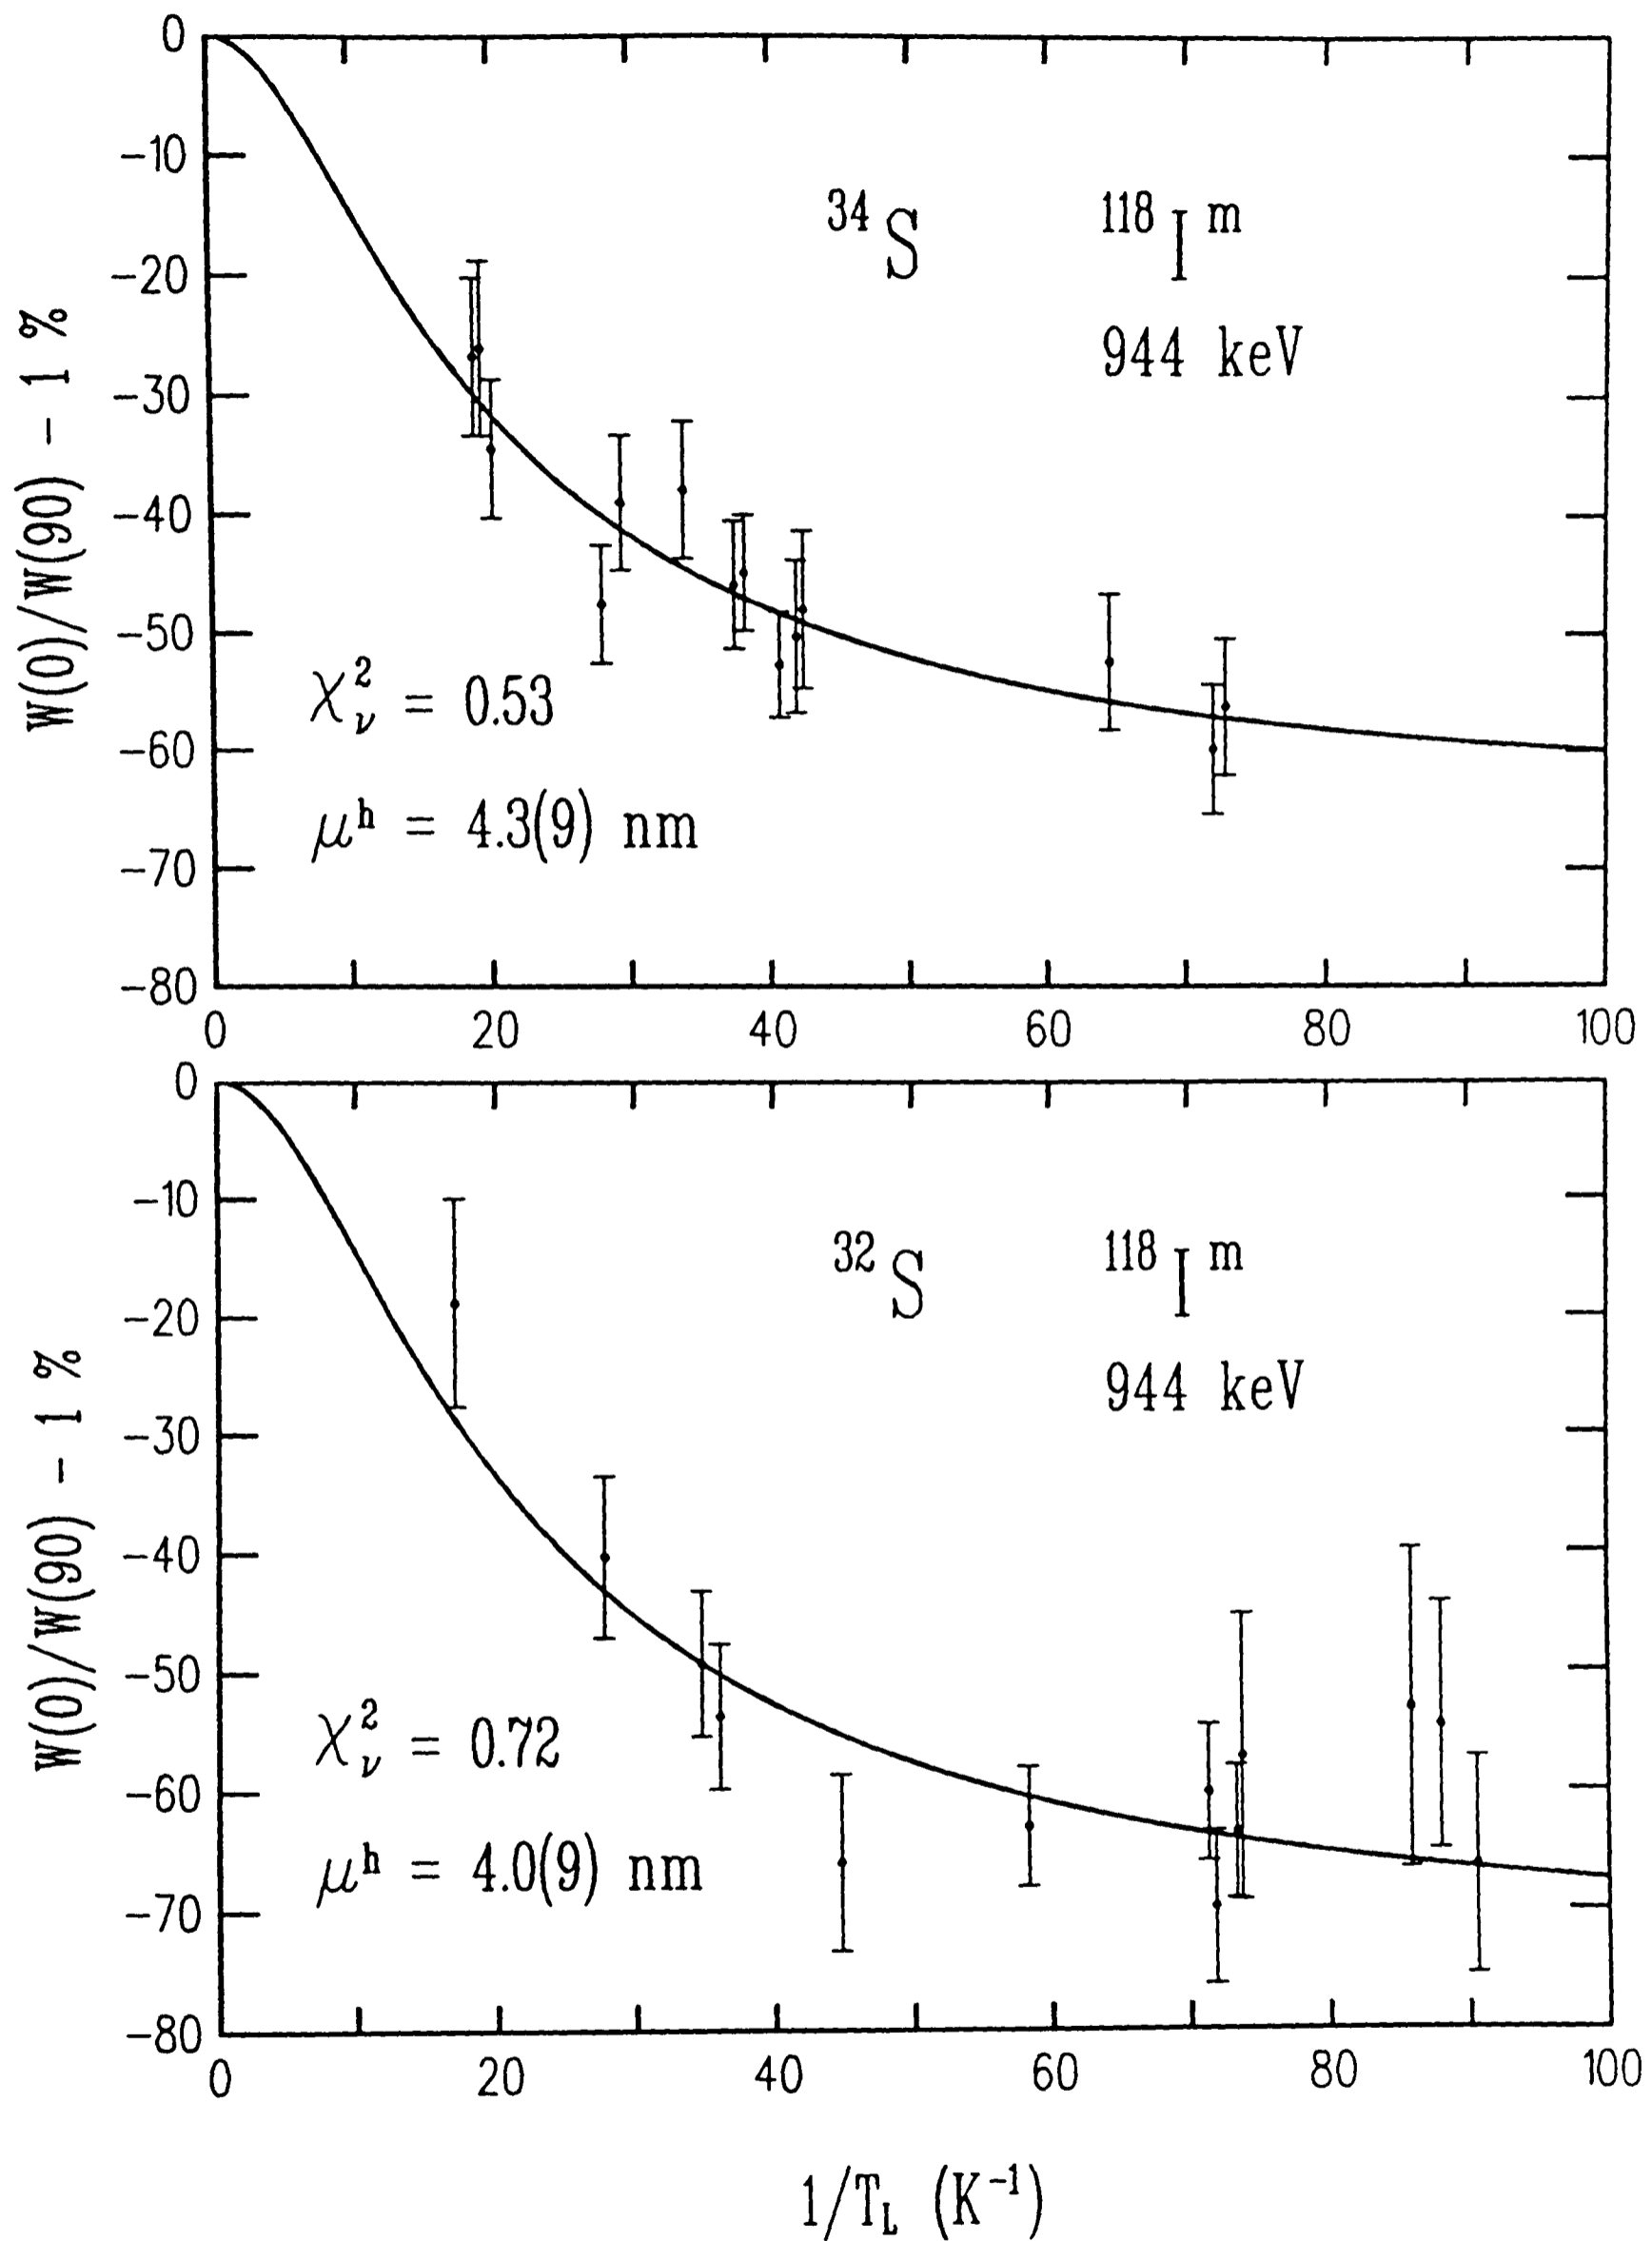 0
−10
−20
−30
−40
−50
−60
−70
−80
W(0)/W(90) - 1 %
³⁴S ¹¹⁸Iᵐ
944 keV
χ²ᵥ = 0.53
μʰ = 4.3(9) nm
0 20 40 60 80 100
0
−10
−20
−30
−40
−50
−60
−70
−80
W(0)/W(90) - 1 %
³²S ¹¹⁸Iᵐ
944 keV
χ²ᵥ = 0.72
μʰ = 4.0(9) nm
0 20 40 60 80 100
1/T_L (K⁻¹)